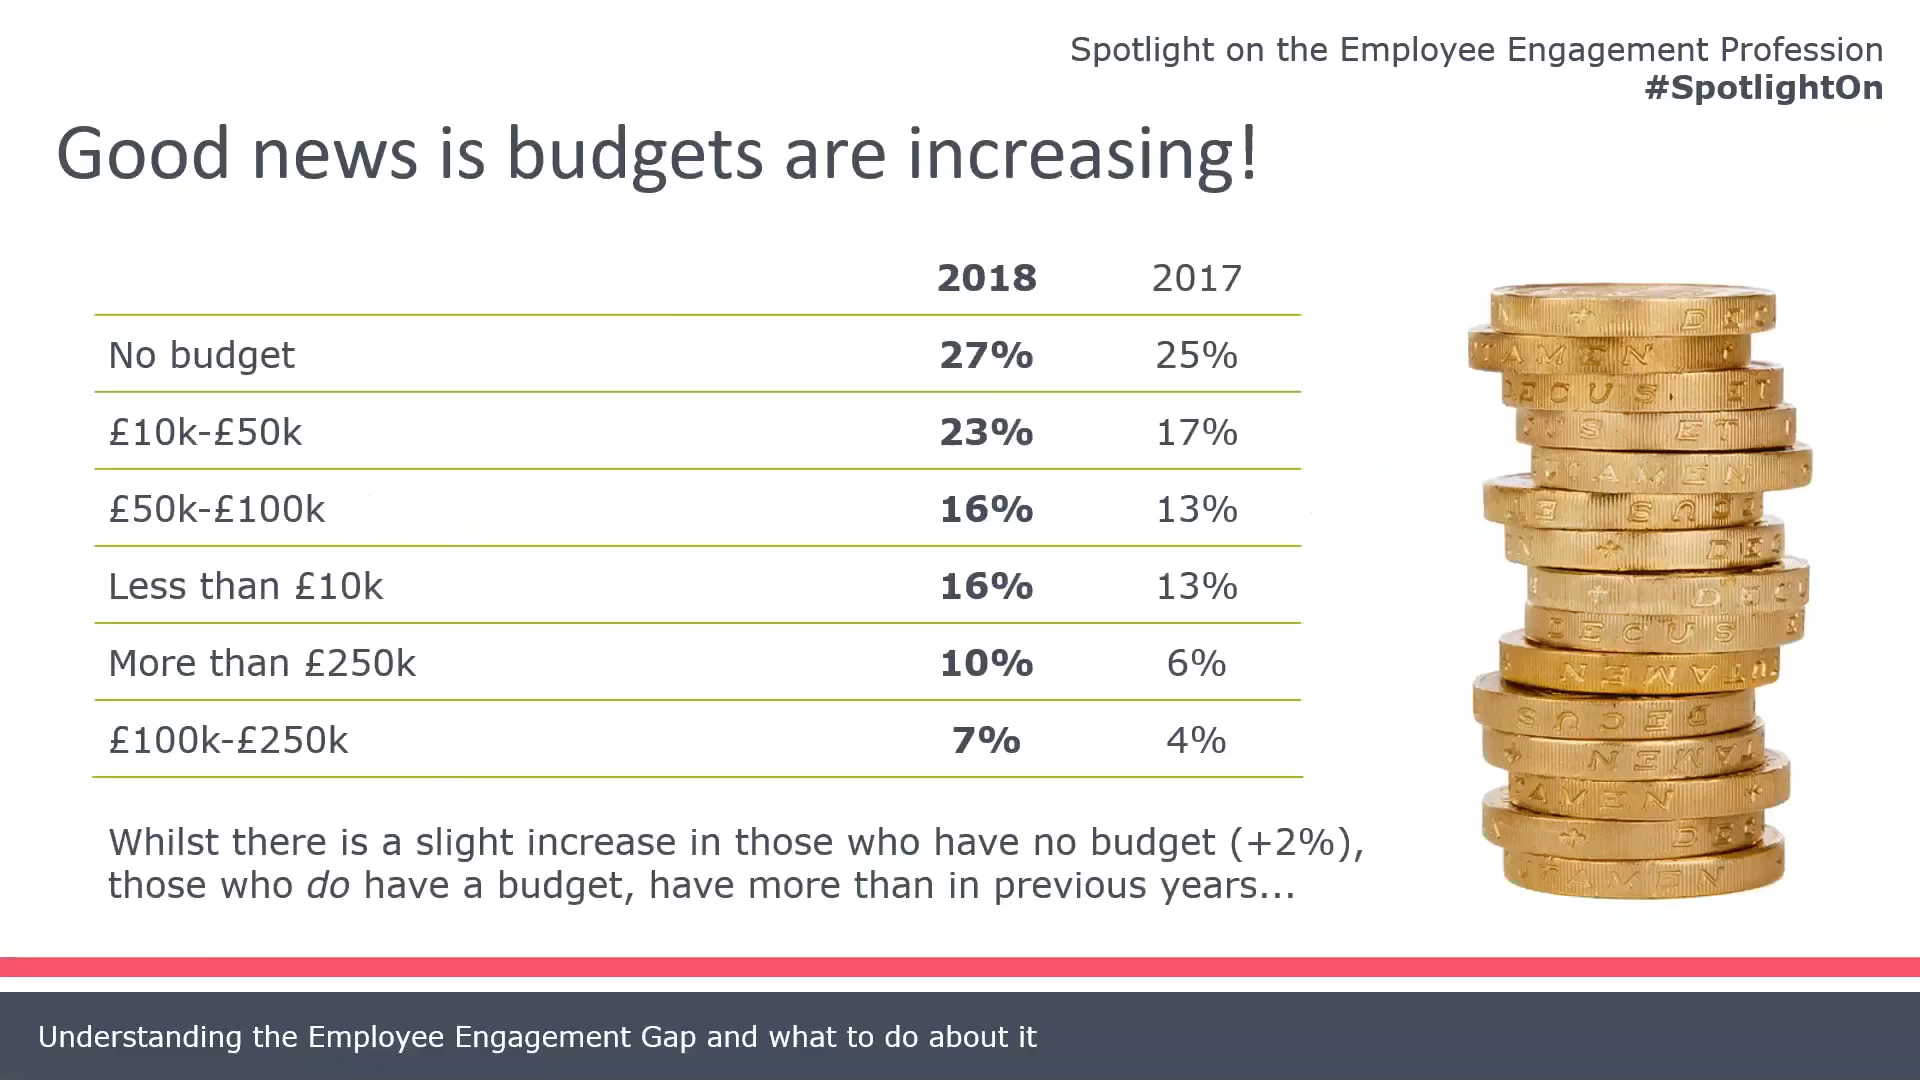 Spotlight on the Employee Engagement Profession
#SpotlightOn
Good news is budgets are increasing!
2018 2017
No budget 27% 25%
£10k-£50k 23% 17%
£50k-£100k 16% 13%
Less than £10k 16% 13%
More than £250k 10% 6%
£100k-£250k 7% 4%
Whilst there is a slight increase in those who have no budget (+2%),
those who do have a budget, have more than in previous years...
Understanding the Employee Engagement Gap and what to do about it